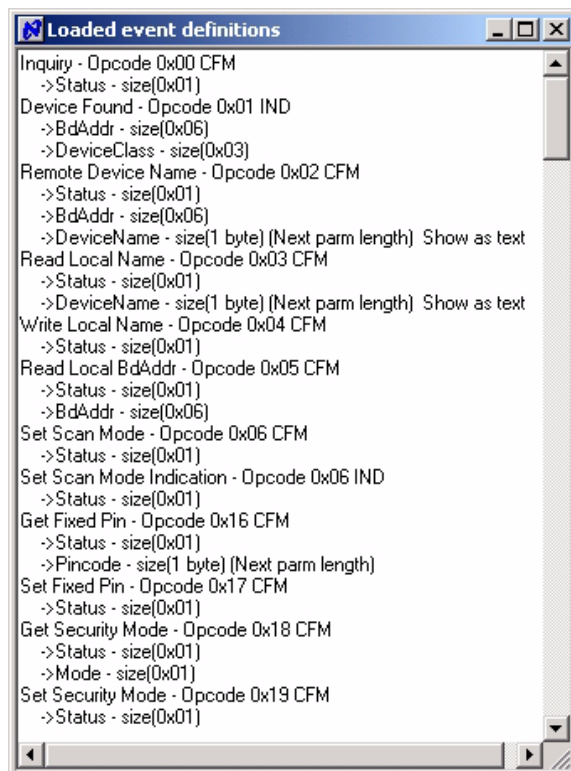 Loaded event definitions
Inquiry - Opcode 0x00 CFM
->Status - size(0x01)
Device Found - Opcode 0x01 IND
->BdAddr - size(0x06)
->DeviceClass - size(0x03)
Remote Device Name - Opcode 0x02 CFM
->Status - size(0x01)
->BdAddr - size(0x06)
->DeviceName - size(1 byte) (Next parm length)  Show as text
Read Local Name - Opcode 0x03 CFM
->Status - size(0x01)
->DeviceName - size(1 byte) (Next parm length)  Show as text
Write Local Name - Opcode 0x04 CFM
->Status - size(0x01)
Read Local BdAddr - Opcode 0x05 CFM
->Status - size(0x01)
->BdAddr - size(0x06)
Set Scan Mode - Opcode 0x06 CFM
->Status - size(0x01)
Set Scan Mode Indication - Opcode 0x06 IND
->Status - size(0x01)
Get Fixed Pin - Opcode 0x16 CFM
->Status - size(0x01)
->Pincode - size(1 byte) (Next parm length)
Set Fixed Pin - Opcode 0x17 CFM
->Status - size(0x01)
Get Security Mode - Opcode 0x18 CFM
->Status - size(0x01)
->Mode - size(0x01)
Set Security Mode - Opcode 0x19 CFM
->Status - size(0x01)